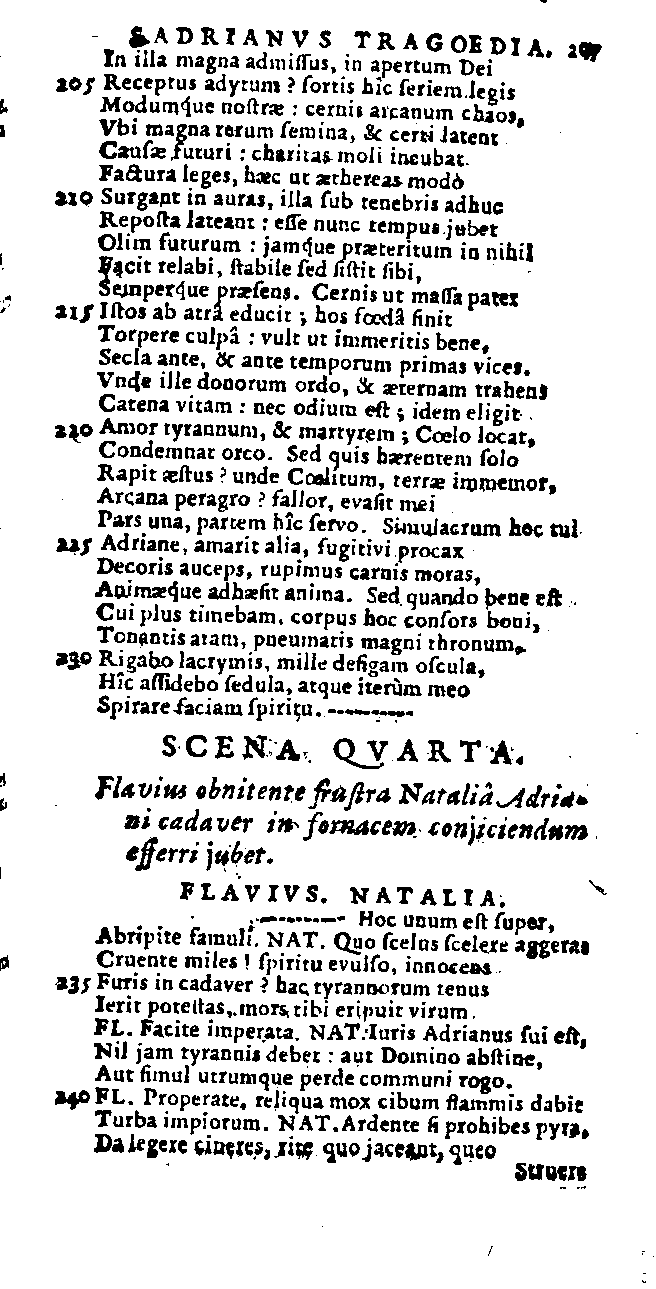 S. ADRIANVS TRAGOEDIA. 207
In illa magna admiſſus, in apertum Dei
205 Receptus adytum ? ſortis hîc ſeriem legis
Modumque noſtræ : cernis arcanum chaos,
Vbi magna rerum ſemina, & certi latent
Cauſæ futuri : charitas moli incubat.
Factura leges, hæc ut æthereas modò
210 Surgant in auras, illa ſub tenebris adhuc
Repoſta lateant : eſſe nunc tempus jubet
Olim futurum : jamque præteritum in nihil
Facit relabi, ſtabile ſed ſiſtit ſibi,
Semperque præſens. Cernis ut maſſa pater
215 Iſtos ab atrâ educit ; hos fœdâ ſinit
Torpere culpâ : vult ut immeritis bene,
Secla ante, & ante temporum primas vices.
Vnde ille donorum ordo, & æternam trahens
Catena vitam : nec odium eſt ; idem eligit
220 Amor tyrannum, & martyrem ; Cœlo locat,
Condemnat orco. Sed quis hærentem ſolo
Rapit æſtus ? unde Cœlitum, terræ immemor,
Arcana peragro ? fallor, evaſit mei
Pars una, partem hîc ſervo. Simulacrum hoc tui
225 Adriane, amarit alia, fugitivi procax
Decoris auceps, rupimus carnis moras,
Animæque adhæſit anima. Sed quando bene eſt
Cui plus timebam, corpus hoc conſors boni,
Tonantis aram, pneumatis magni thronum,
230 Rigabo lacrymis, mille defigam oſcula,
Hîc aſſidebo ſedula, atque iterùm meo
Spirare faciam ſpiritu. ----------
SCENA QVARTA.
Flavius obnitente fruſtra Nataliâ Adria-
ni cadaver in fornacem conjiciendum
efferri jubet.
FLAVIVS. NATALIA.
---------- Hoc unum eſt ſuper,
Abripite famuli. NAT. Quo ſcelus ſcelere aggeras
Cruente miles ! ſpiritu evulſo, innocens
235 Furis in cadaver ? hac tyrannorum tenus
Ierit poteſtas, mors tibi eripuit virum.
FL. Facite imperata. NAT. Iuris Adrianus ſui eſt,
Nil jam tyrannis debet : aut Domino abſtine,
Aut ſimul utrumque perde communi rogo.
240 FL. Properate, reliqua mox cibum flammis dabit
Turba impiorum. NAT. Ardente ſi prohibes pyra,
Da legere cineres, rite quo jaceant, queo
Struere